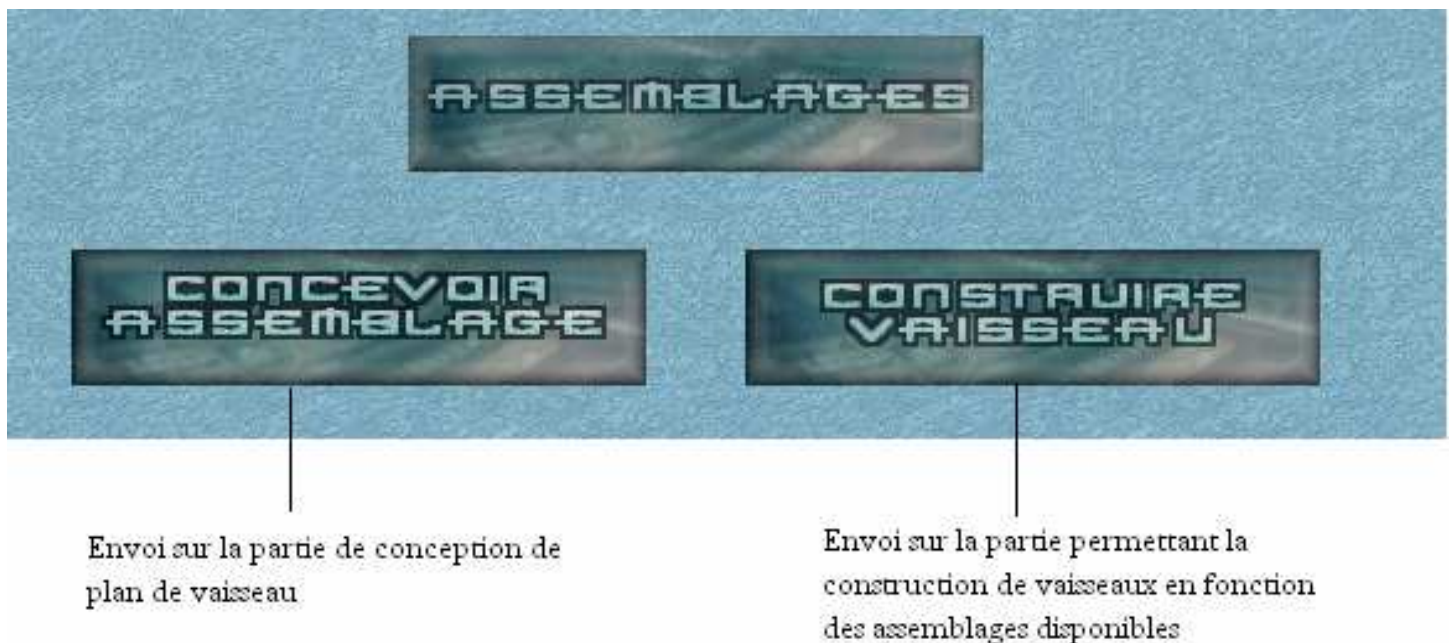 ASSEMBLAGES
CONCEVOIR
ASSEMBLAGE
CONSTRUIRE
VAISSEAU
Envoi sur la partie de conception de
plan de vaisseau
Envoi sur la partie permettant la
construction de vaisseaux en fonction
des assemblages disponibles